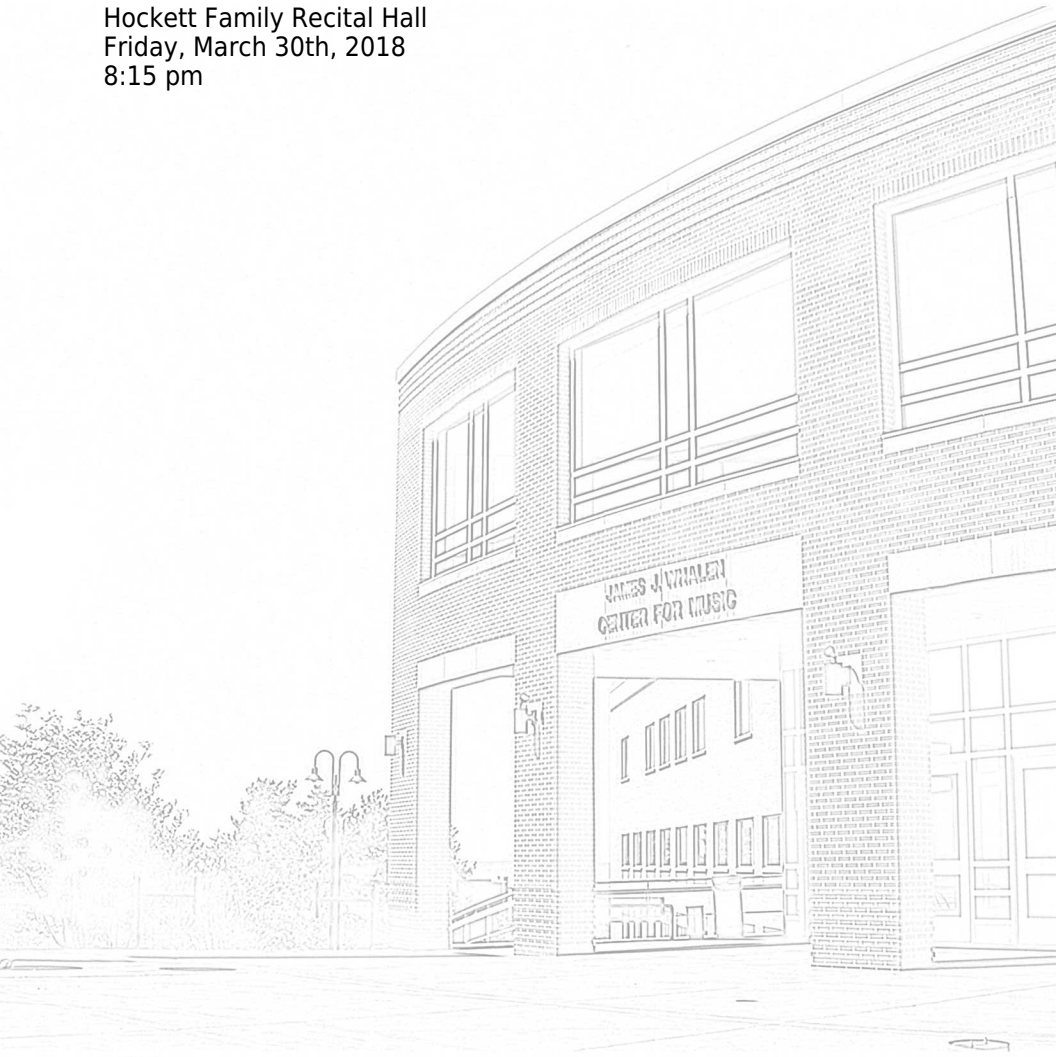 Hockett Family Recital Hall
Friday, March 30th, 2018
8:15 pm
JAMES J. WHALEN
CENTER FOR MUSIC